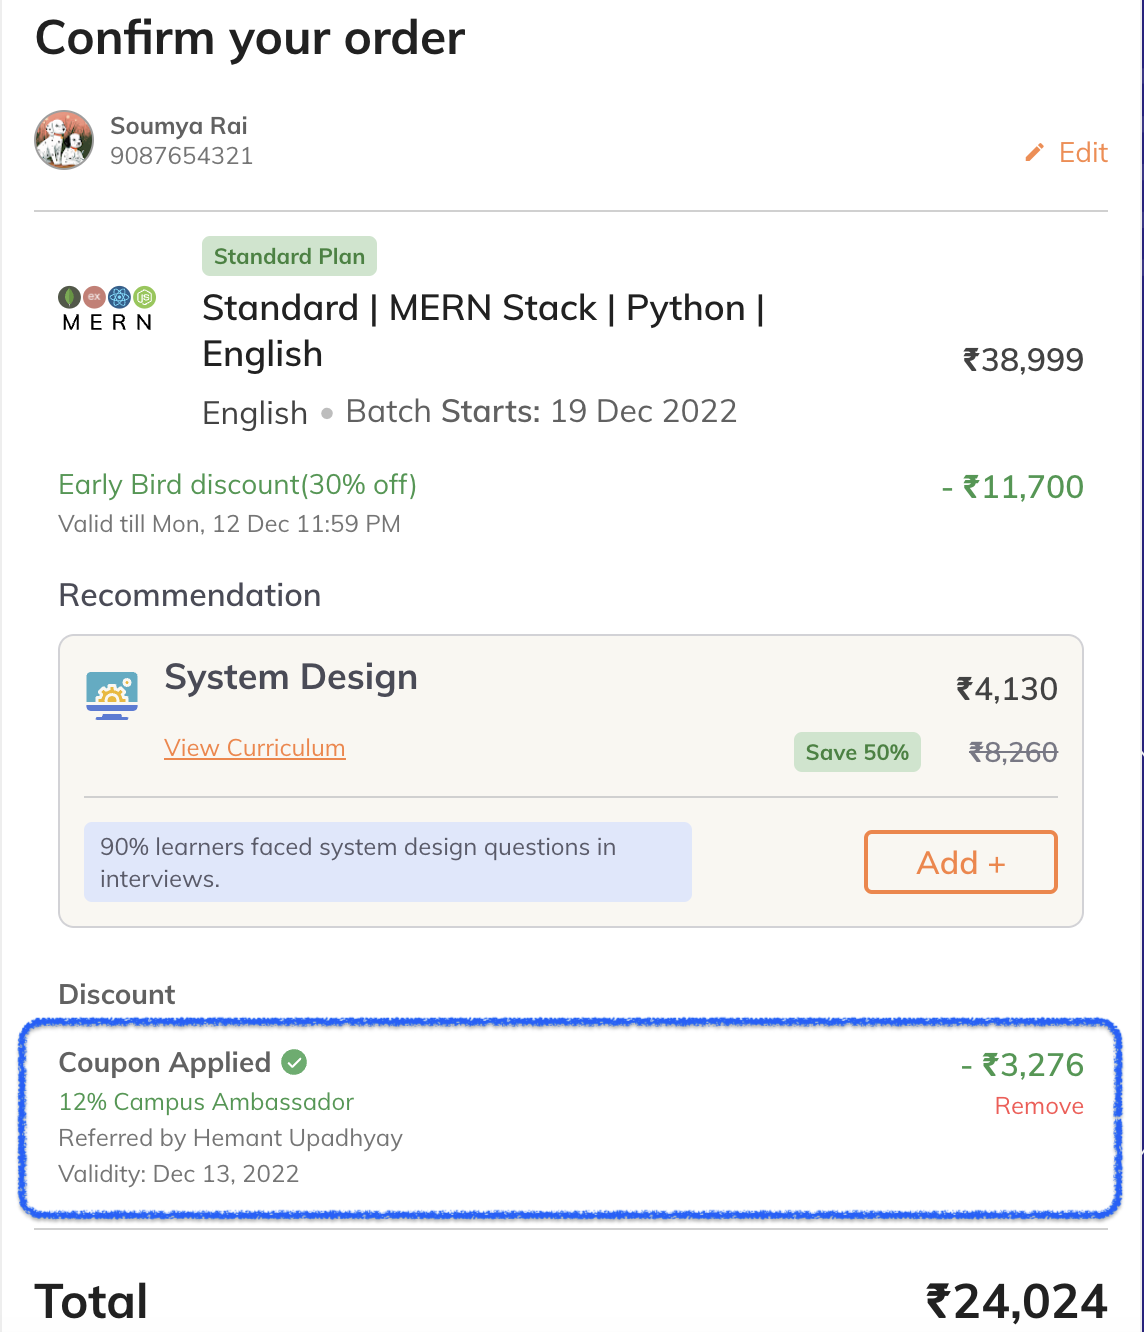 Confirm your order
Soumya Rai
9087654321
Edit
Standard Plan
ex
JS
M E R N
Standard | MERN Stack | Python |
English
₹38,999
English • Batch Starts: 19 Dec 2022
Early Bird discount(30% off)
- ₹11,700
Valid till Mon, 12 Dec 11:59 PM
Recommendation
System Design
₹4,130
View Curriculum
Save 50%
₹8,260
90% learners faced system design questions in
interviews.
Add +
Discount
Coupon Applied
- ₹3,276
12% Campus Ambassador
Remove
Referred by Hemant Upadhyay
Validity: Dec 13, 2022
Total
₹24,024